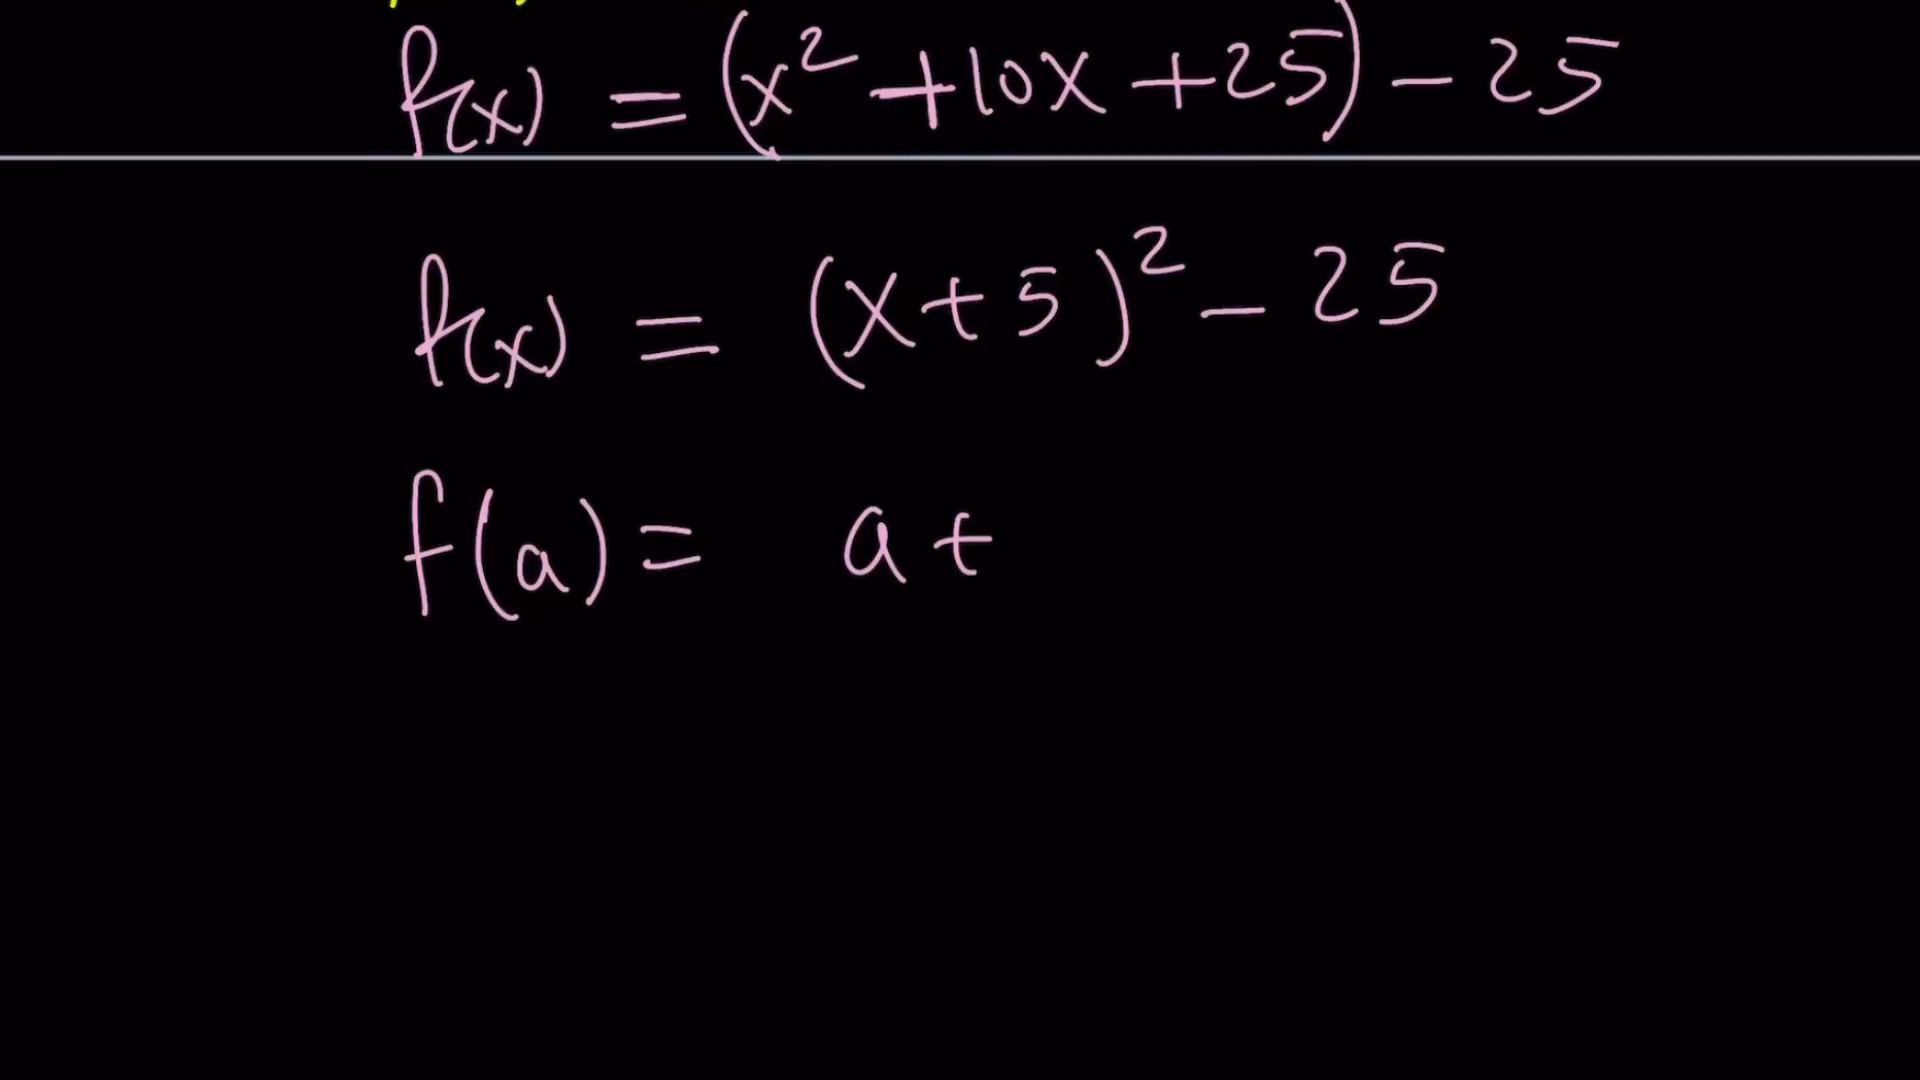 f(x) = (x² + 10x + 25) - 25
f(x) = (x + 5)² - 25
f(a) = a +